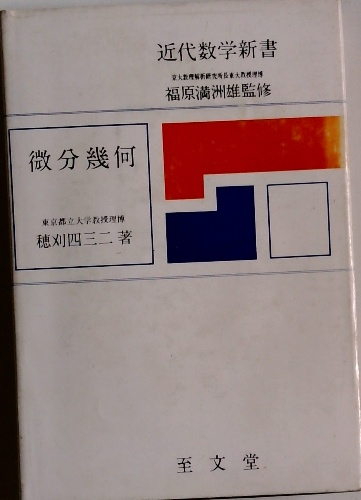 近代数学新書
京大数理解析研究所長東大教授理博
福原満洲雄監修
微分幾何
東京都立大学教授理博
穂刈四三二著
至文堂